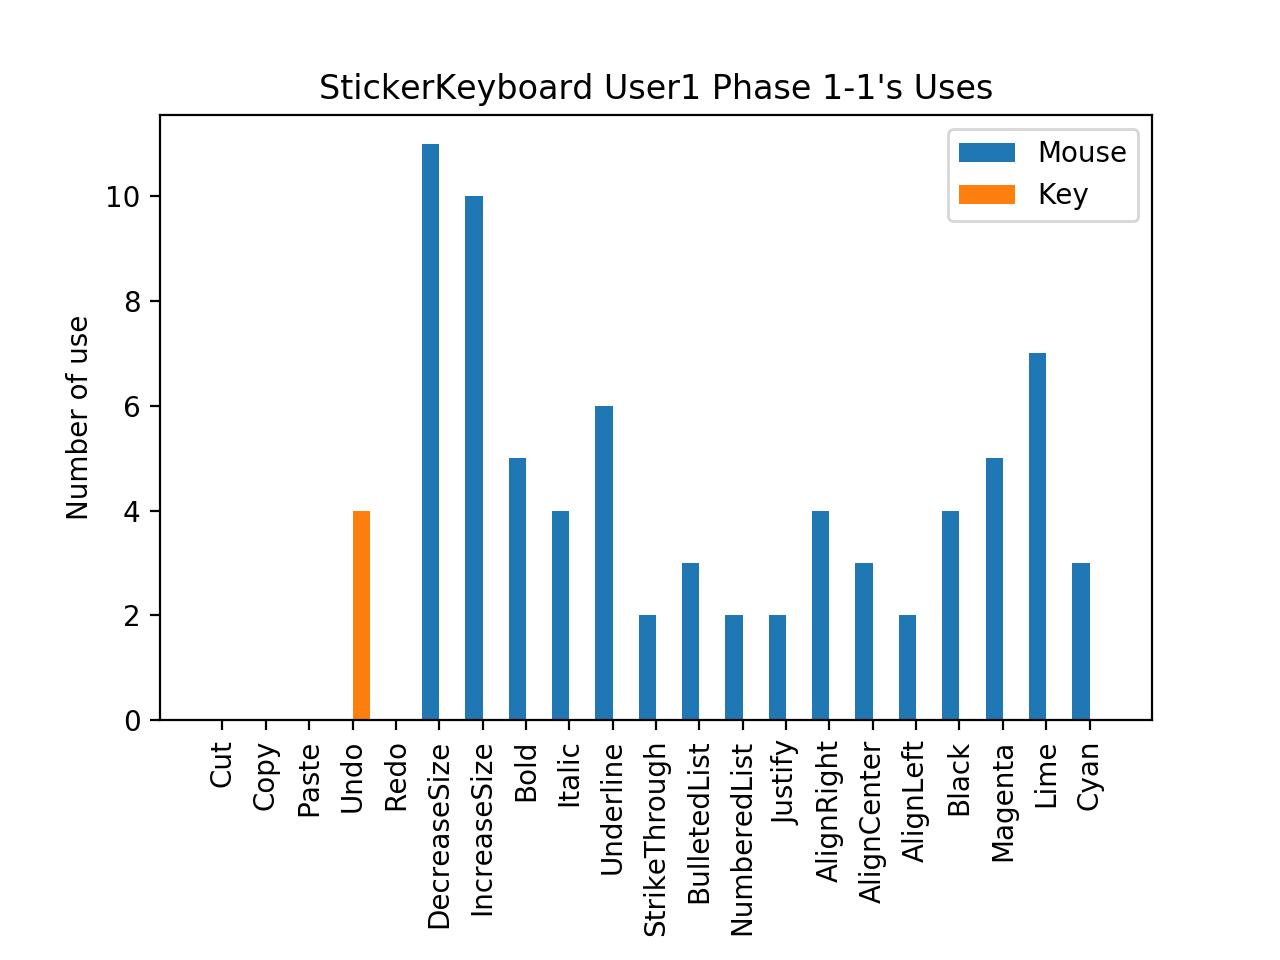 StickerKeyboard User1 Phase 1-1's Uses
Mouse
Key
Number of use
10
8
6
4
2
0
Cut
Copy
Paste
Undo
Redo
DecreaseSize
IncreaseSize
Bold
Italic
Underline
StrikeThrough
BulletedList
NumberedList
Justify
AlignRight
AlignCenter
AlignLeft
Black
Magenta
Lime
Cyan